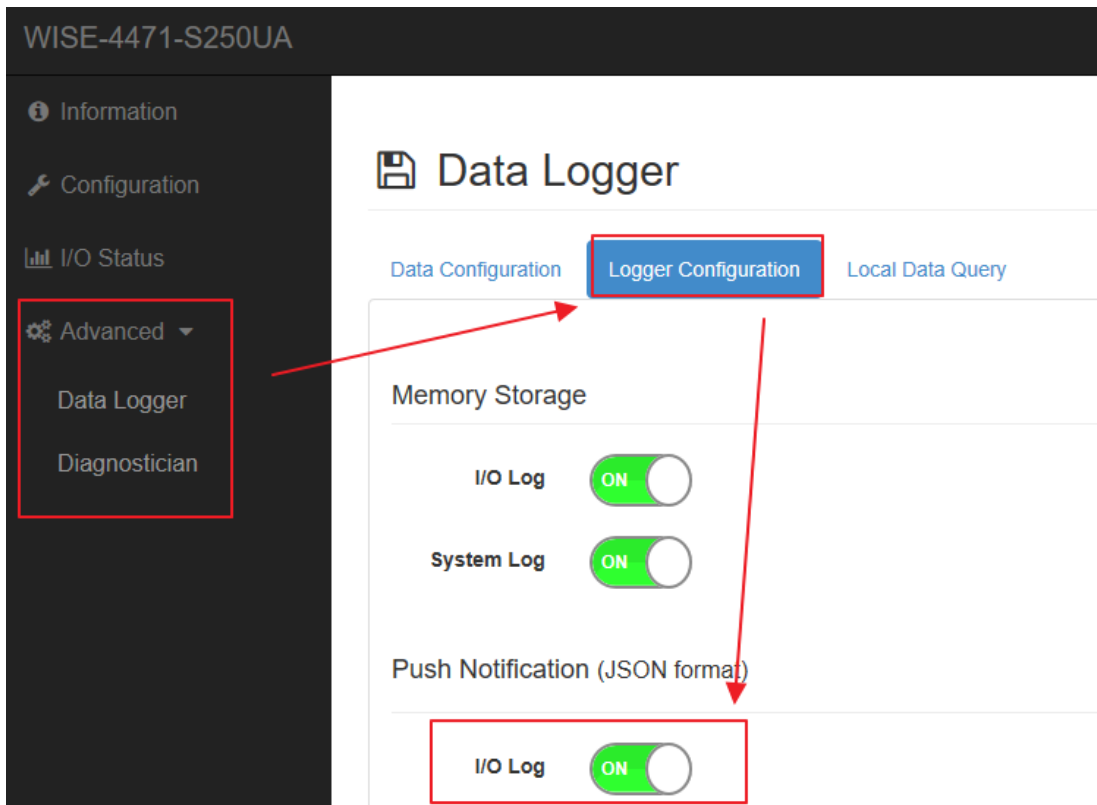 WISE-4471-S250UA
Information
Configuration
I/O Status
Advanced
Data Logger
Diagnostician
Data Logger
Data Configuration Logger Configuration Local Data Query
Memory Storage
I/O Log ON
System Log ON
Push Notification (JSON format)
I/O Log ON